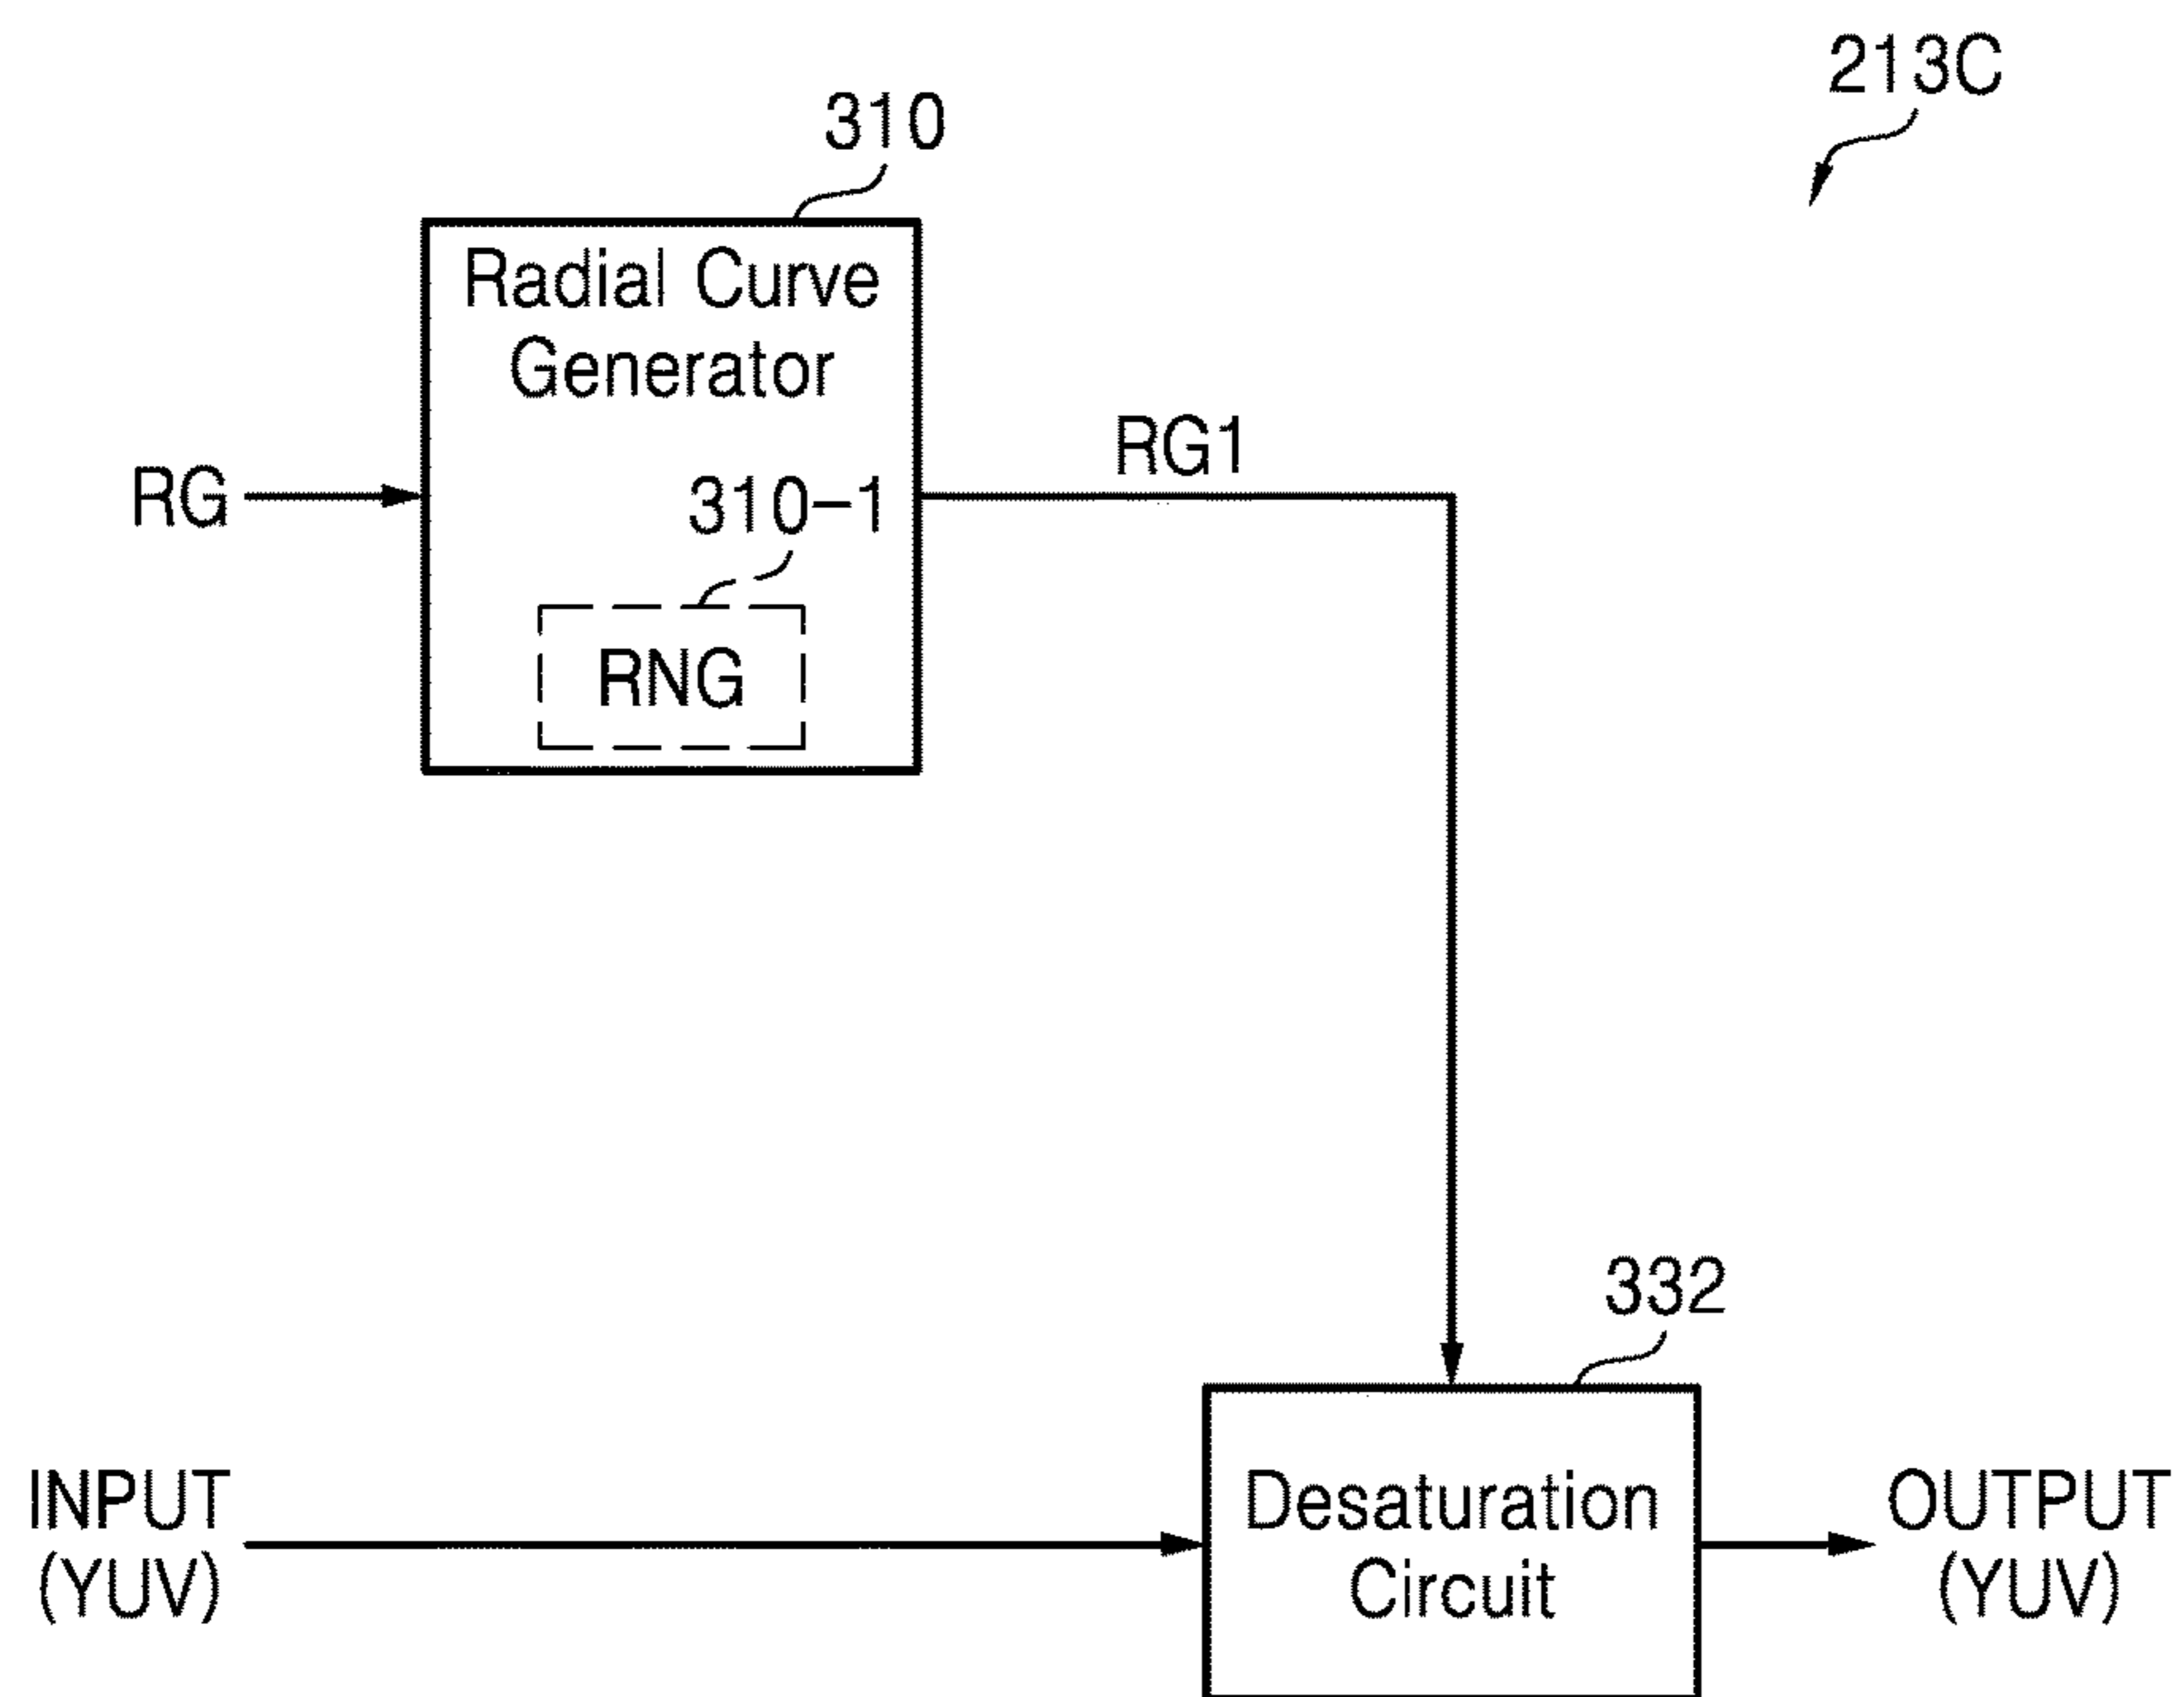 213C
310
Radial Curve
Generator
RG
RG1
310-1
RNG
332
INPUT
(YUV)
Desaturation
Circuit
OUTPUT
(YUV)